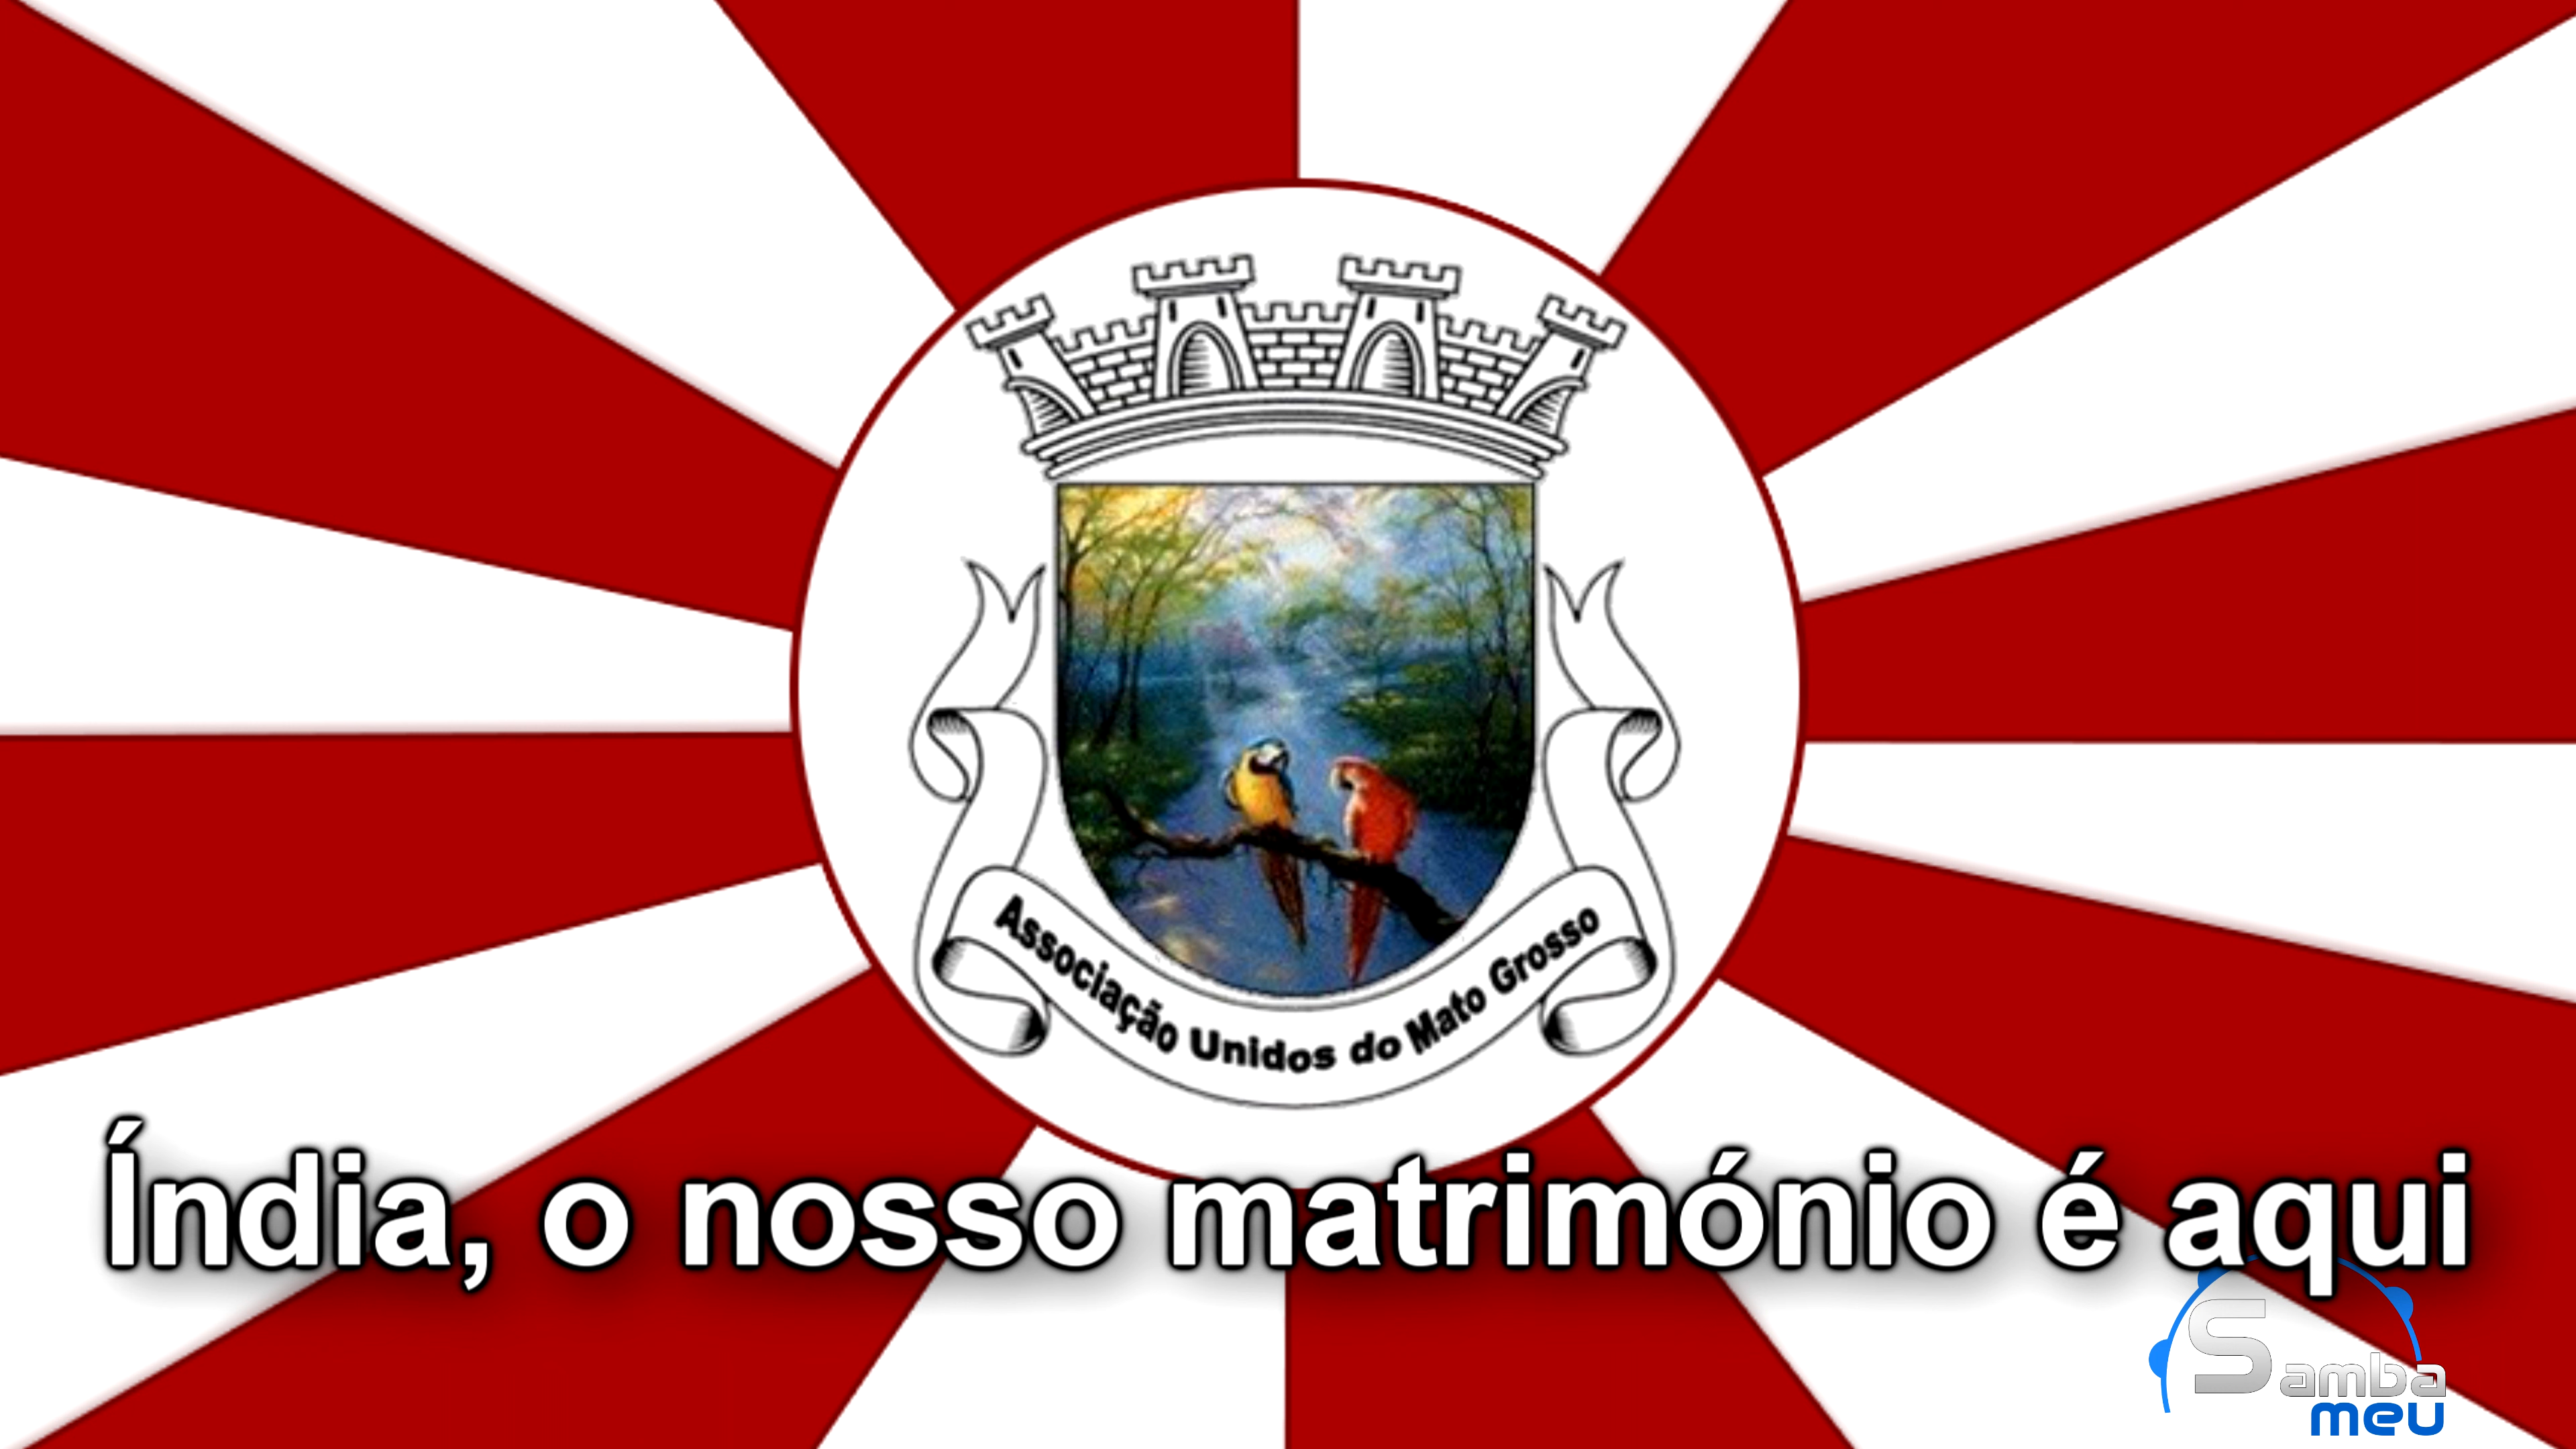 Associação Unidos do Mato Grosso
Índia, o nosso matrimónio é aqui
Samba
meu